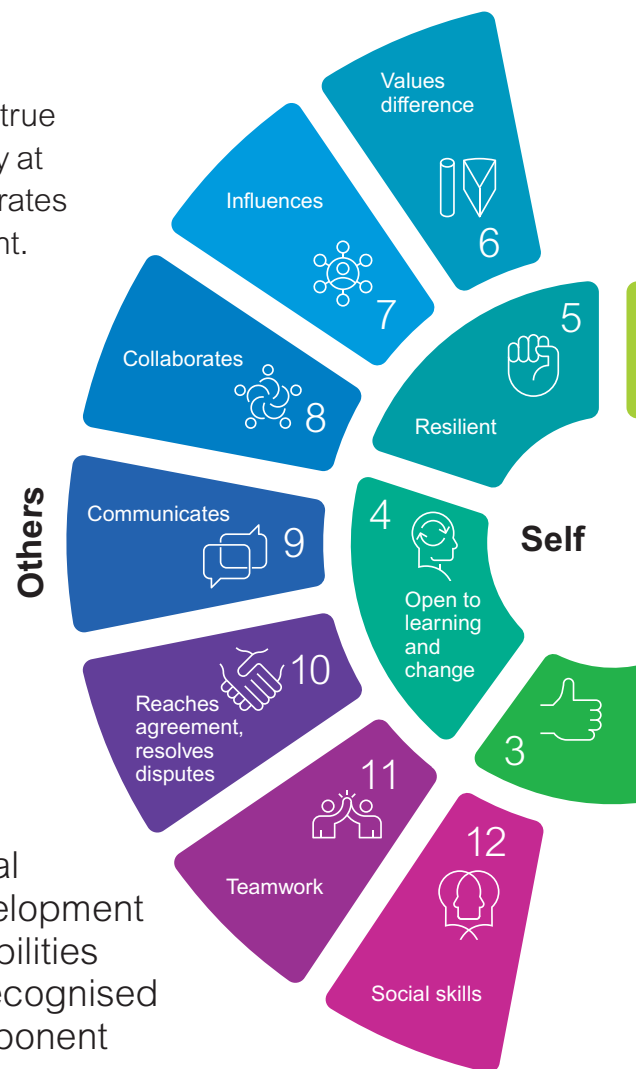 true
y at
rates
nt.
Values
difference
6
Influences
7
5
Resilient
Collaborates
8
Others
Communicates
9
4
Open to
learning
and
change
Self
10
Reaches
agreement,
resolves
disputes
3
11
Teamwork
12
Social skills
al
elopment
bilities
ecognised
ponent